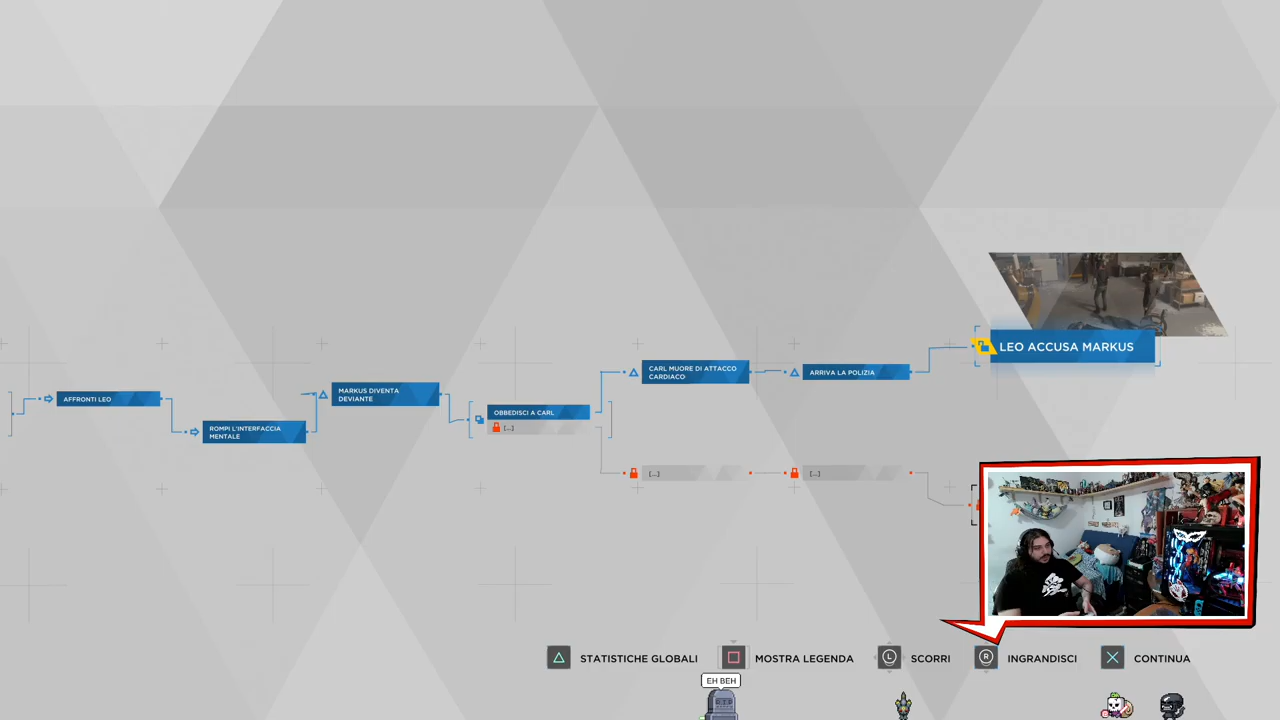 AFFRONTI LEO
ROMPI L'INTERFACCIA
MENTALE
MARKUS DIVENTA
DEVIANTE
OBBEDISCI A CARL
[...]
CARL MUORE DI ATTACCO
CARDIACO
ARRIVA LA POLIZIA
LEO ACCUSA MARKUS
[...]
[...]
STATISTICHE GLOBALI
MOSTRA LEGENDA
L
SCORRI
R
INGRANDISCI
CONTINUA
EH BEH